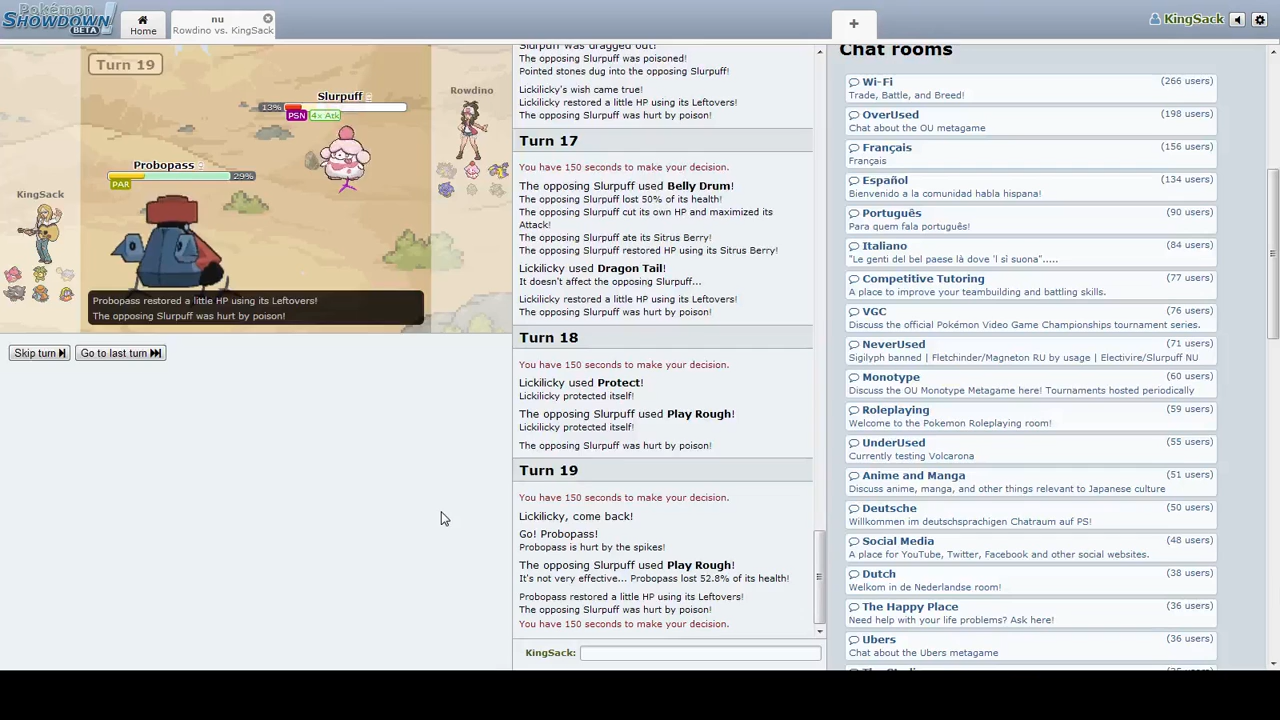 Pokémon
SHOWDOWN!
BETA
Home
nu
Rowdino vs. KingSack
+
KingSack
Turn 19
Slurpuff
13%
PSN 4x Atk
Rowdino
Probopass
29%
PAR
KingSack
Probopass restored a little HP using its Leftovers!
The opposing Slurpuff was hurt by poison!
Skip turn
Go to last turn
Slurpuff was dragged out!
The opposing Slurpuff was poisoned!
Pointed stones dug into the opposing Slurpuff!
Lickilicky's wish came true!
Lickilicky restored a little HP using its Leftovers!
The opposing Slurpuff was hurt by poison!
Turn 17
You have 150 seconds to make your decision.
The opposing Slurpuff used Belly Drum!
The opposing Slurpuff lost 50% of its health!
The opposing Slurpuff cut its own HP and maximized its
Attack!
The opposing Slurpuff ate its Sitrus Berry!
The opposing Slurpuff restored HP using its Sitrus Berry!
Lickilicky used Dragon Tail!
It doesn't affect the opposing Slurpuff...
Lickilicky restored a little HP using its Leftovers!
The opposing Slurpuff was hurt by poison!
Turn 18
You have 150 seconds to make your decision.
Lickilicky used Protect!
Lickilicky protected itself!
The opposing Slurpuff used Play Rough!
Lickilicky protected itself!
The opposing Slurpuff was hurt by poison!
Turn 19
You have 150 seconds to make your decision.
Lickilicky, come back!
Go! Probopass!
Probopass is hurt by the spikes!
The opposing Slurpuff used Play Rough!
It's not very effective... Probopass lost 52.8% of its health!
Probopass restored a little HP using its Leftovers!
The opposing Slurpuff was hurt by poison!
You have 150 seconds to make your decision.
KingSack:
Chat rooms
Wi-Fi (266 users)
Trade, Battle, and Breed!
OverUsed (198 users)
Chat about the OU metagame
Français (156 users)
Français
Español (134 users)
Bienvenido a la comunidad habla hispana!
Português (90 users)
Para quem fala português!
Italiano (84 users)
"Le genti del bel paese là dove 'l sì suona".....
Competitive Tutoring (77 users)
A place to improve your teambuilding and battling skills.
VGC (76 users)
Discuss the official Pokémon Video Game Championships tournament series.
NeverUsed (71 users)
Sigilyph banned | Fletchinder/Magneton RU by usage | Electivire/Slurpuff NU
Monotype (60 users)
Discuss the OU Monotype Metagame here! Tournaments hosted periodically
Roleplaying (59 users)
Welcome to the Pokemon Roleplaying room!
UnderUsed (55 users)
Currently testing Volcarona
Anime and Manga (51 users)
Discuss anime, manga, and other things relevant to Japanese culture
Deutsche (50 users)
Willkommen im deutschsprachigen Chatraum auf PS!
Social Media (48 users)
A place for YouTube, Twitter, Facebook and other social websites.
Dutch (38 users)
Welkom in de Nederlandse room!
The Happy Place (36 users)
Need help with your life problems? Ask here!
Ubers (36 users)
Chat about the Ubers metagame